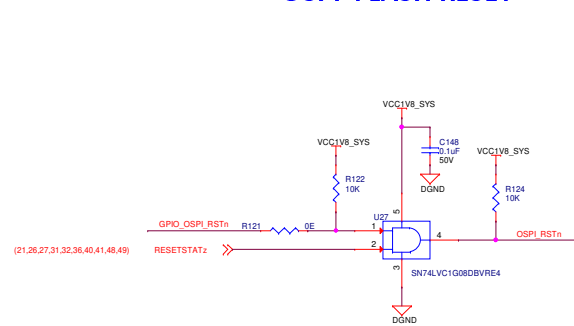 VCC1V8_SYS
VCC1V8_SYS
C148
0.1uF
50V
VCC1V8_SYS
R122
10K
DGND
R124
10K
GPIO_OSPI_RSTn
R121
0E
U27
5
1
2
4
3
OSPI_RSTn
(21,26,27,31,32,36,40,41,48,49)
RESETSTATz
SN74LVC1G08DBVRE4
DGND